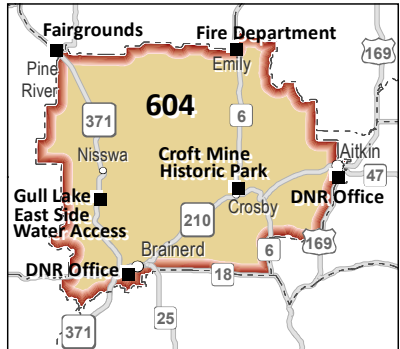 Fairgrounds
Fire Department
169
Pine
River
Emily
604
371
6
Aitkin
Nisswa
Croft Mine
Historic Park
47
DNR Office
Gull Lake
East Side
Water Access
Crosby
210
169
Brainerd
6
DNR Office
18
25
371